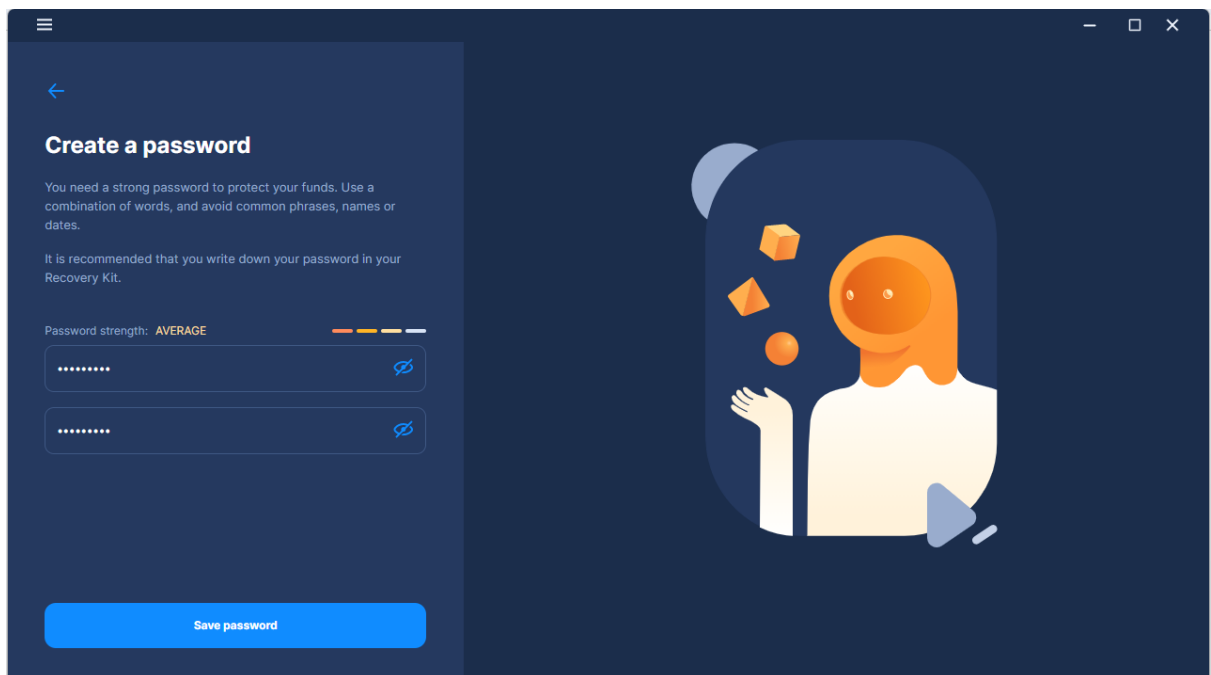 Create a password
You need a strong password to protect your funds. Use a
combination of words, and avoid common phrases, names or
dates.
It is recommended that you write down your password in your
Recovery Kit.
Password strength: AVERAGE
•••••••••
•••••••••
Save password